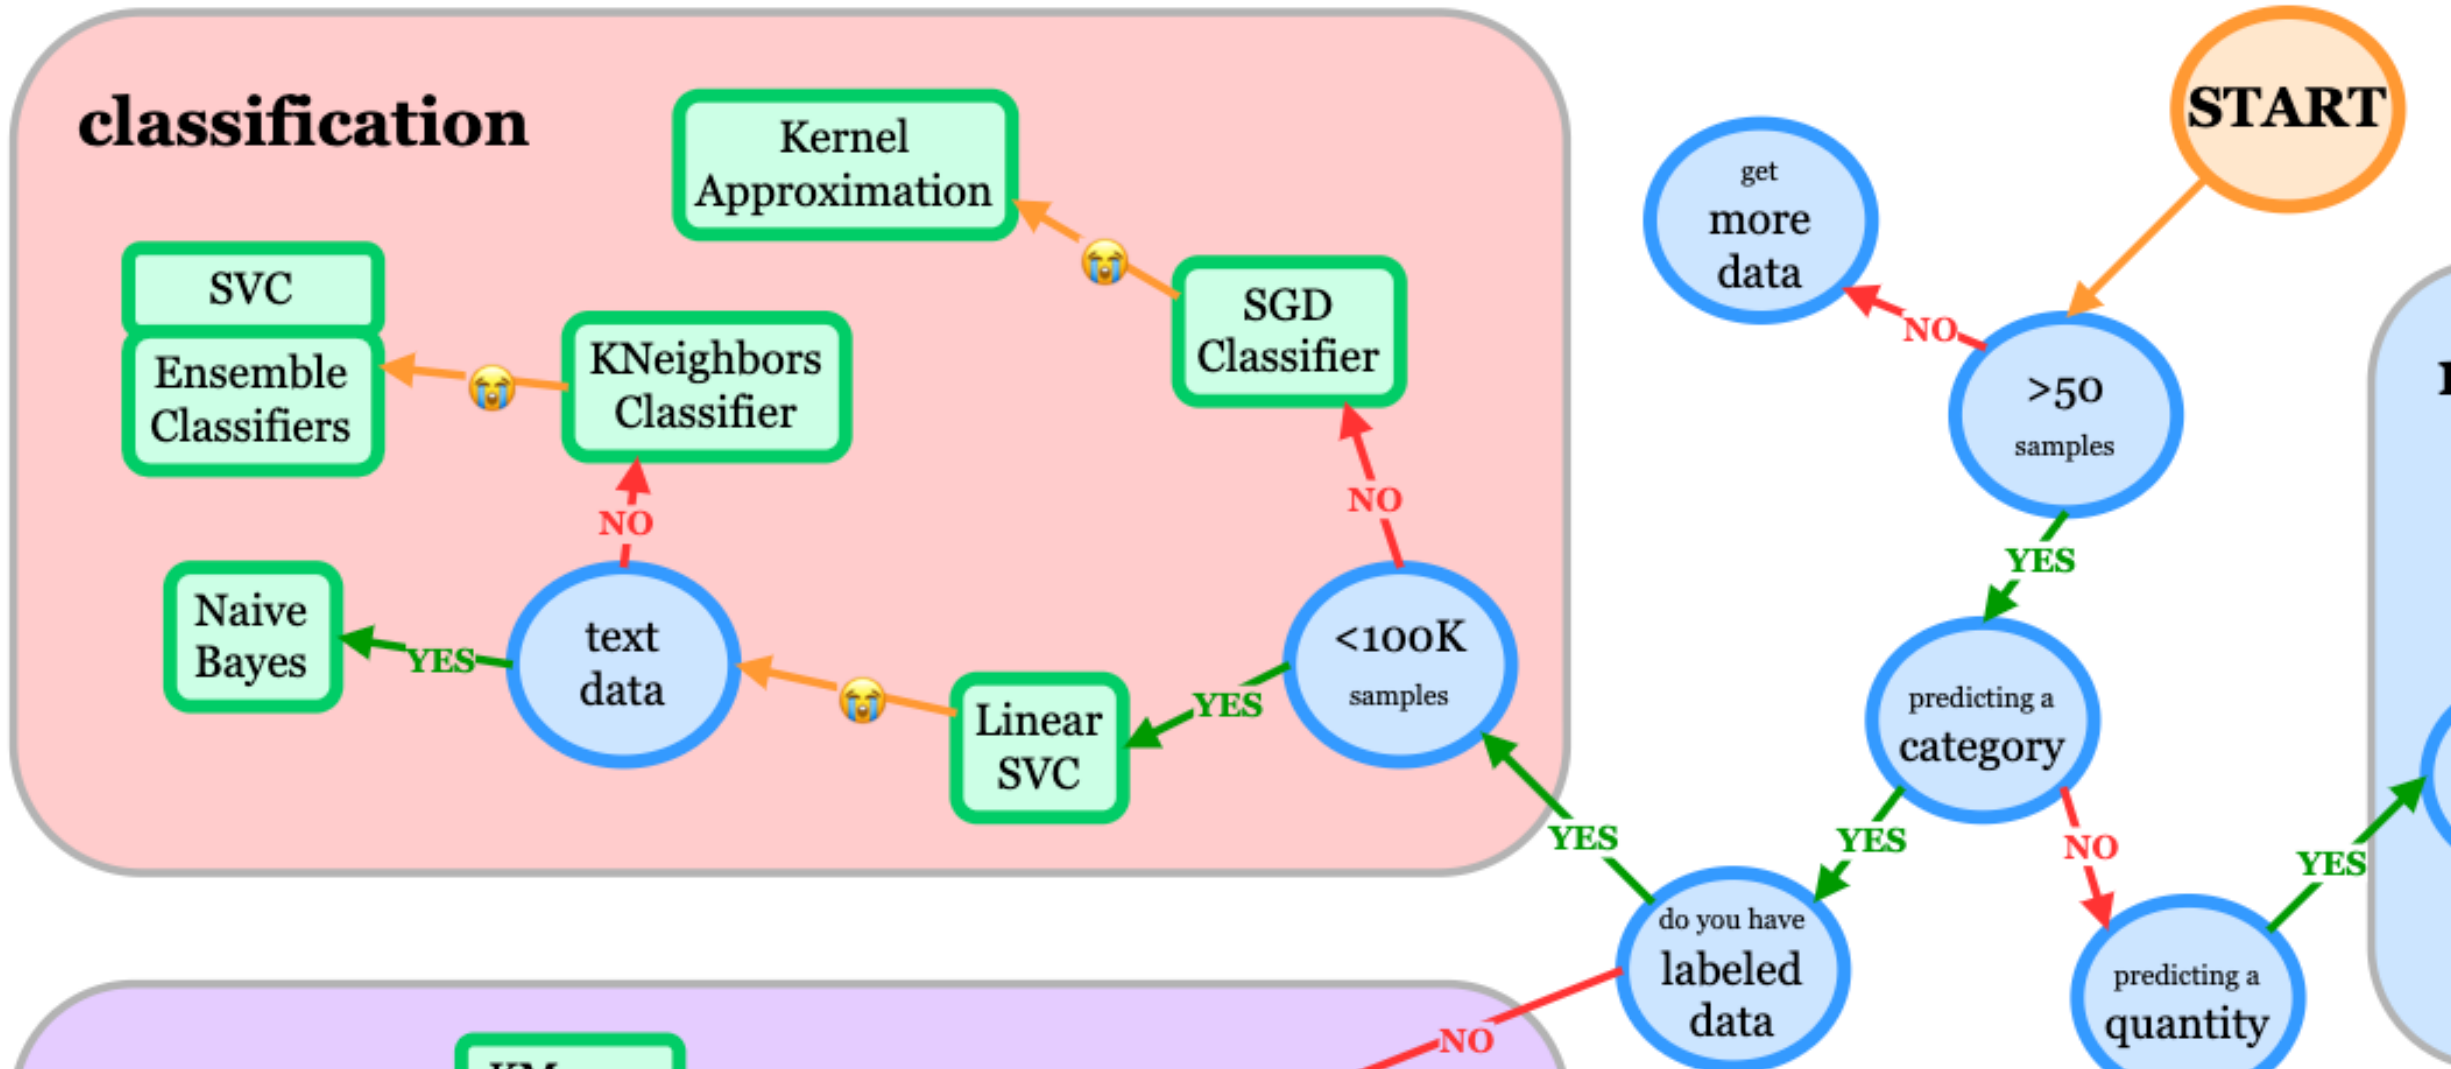 classification
Kernel
Approximation
START
get
more
data
SVC
Ensemble
Classifiers
KNeighbors
Classifier
SGD
Classifier
NO
>50
samples
NO
NO
YES
Naive
Bayes
YES
text
data
<100K
samples
YES
Linear
SVC
predicting a
category
YES
YES
NO
YES
do you have
labeled
data
predicting a
quantity
NO